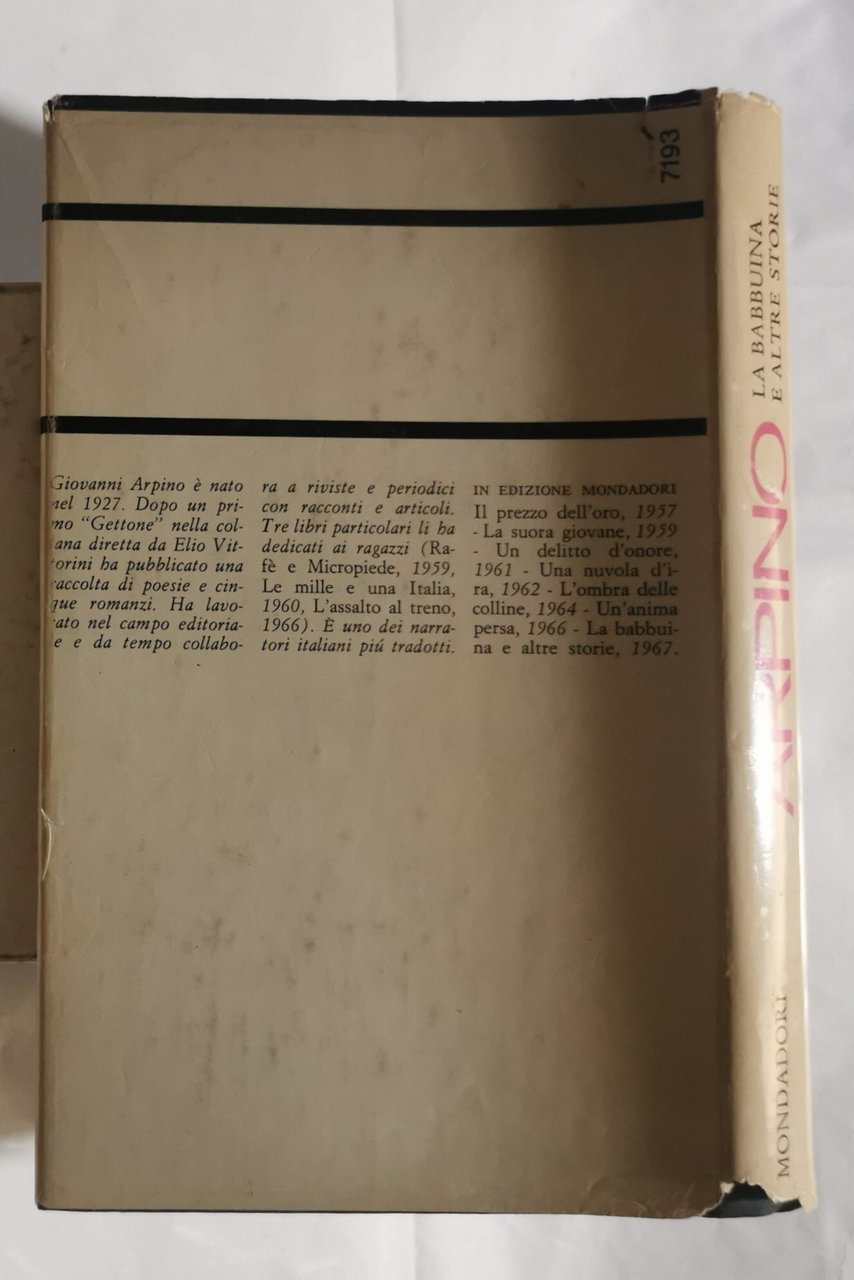 7193
Giovanni Arpino è nato
nel 1927. Dopo un pri-
mo "Gettone" nella col-
ana diretta da Elio Vit-
torini ha pubblicato una
raccolta di poesie e cin-
que romanzi. Ha lavo-
rato nel campo editoria-
e e da tempo collabo-
ra a riviste e periodici
con racconti e articoli.
Tre libri particolari li ha
dedicati ai ragazzi (Ra-
fè e Micropiede, 1959,
Le mille e una Italia,
1960, L'assalto al treno,
1966). È uno dei narra-
tori italiani piú tradotti.
IN EDIZIONE MONDADORI
Il prezzo dell'oro, 1957
- La suora giovane, 1959
- Un delitto d'onore,
1961 - Una nuvola d'i-
ra, 1962 - L'ombra delle
colline, 1964 - Un'anima
persa, 1966 - La babbui-
na e altre storie, 1967.
ARPINO
LA BABBUINA
E ALTRE STORIE
MONDADORI